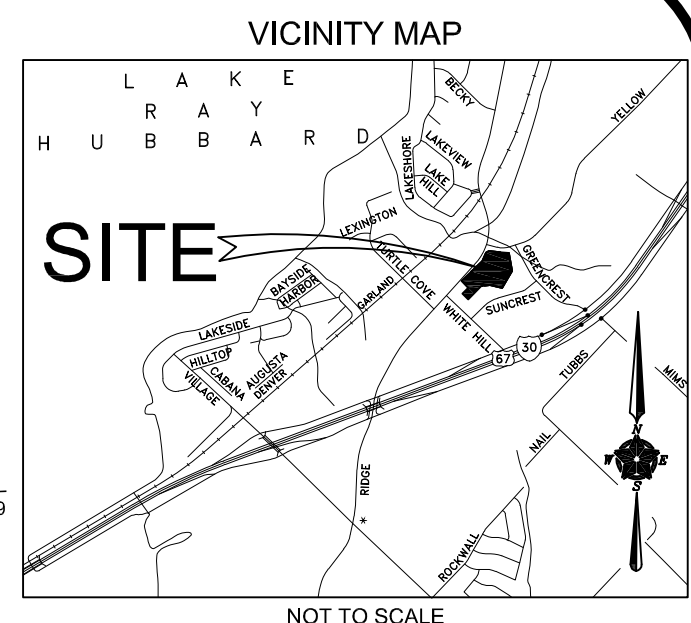 VICINITY MAP
L A K E
R A Y
H U B B A R D
BECKY
YELLOW
LAKEVIEW
LAKESHORE
LAKE
HILL
LEXINGTON
SITE
TURTLE COVE
GREENCREST
BAYSIDE
HARBOR
GARLAND
SUNCREST
WHITE HILL
LAKESIDE
30
67
HILLTOP
AUGUSTA
DENVER
CABANA
VILLAGE
TUBBS
MIMS
N
W E
S
NAIL
RIDGE
9
ROCKWALL
NOT TO SCALE